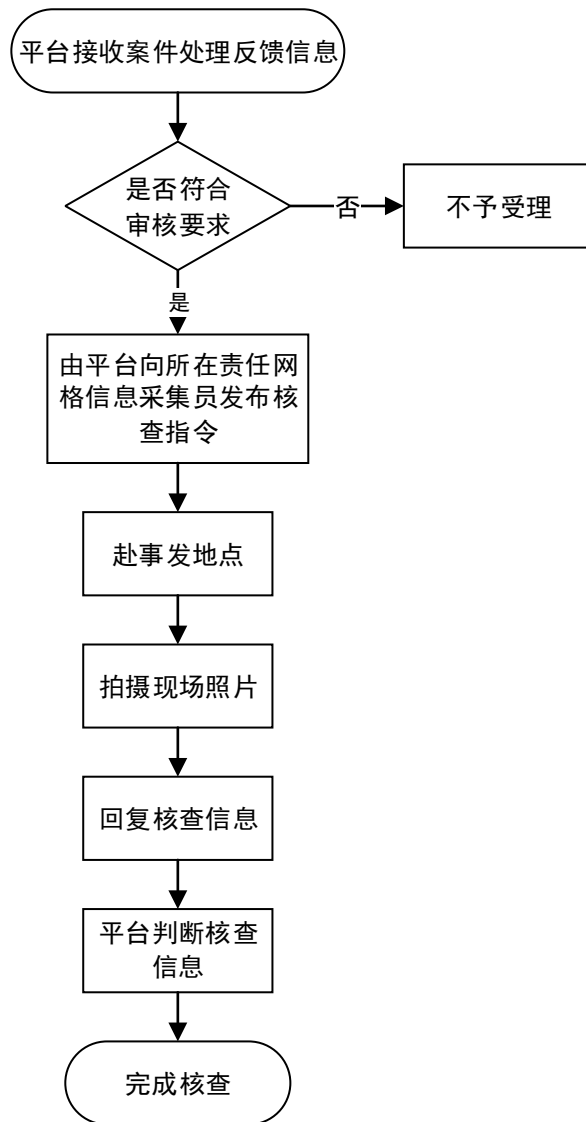 平台接收案件处理反馈信息
是否符合
审核要求
否
不予受理
是
由平台向所在责任网
格信息采集员发布核
查指令
赴事发地点
拍摄现场照片
回复核查信息
平台判断核查
信息
完成核查